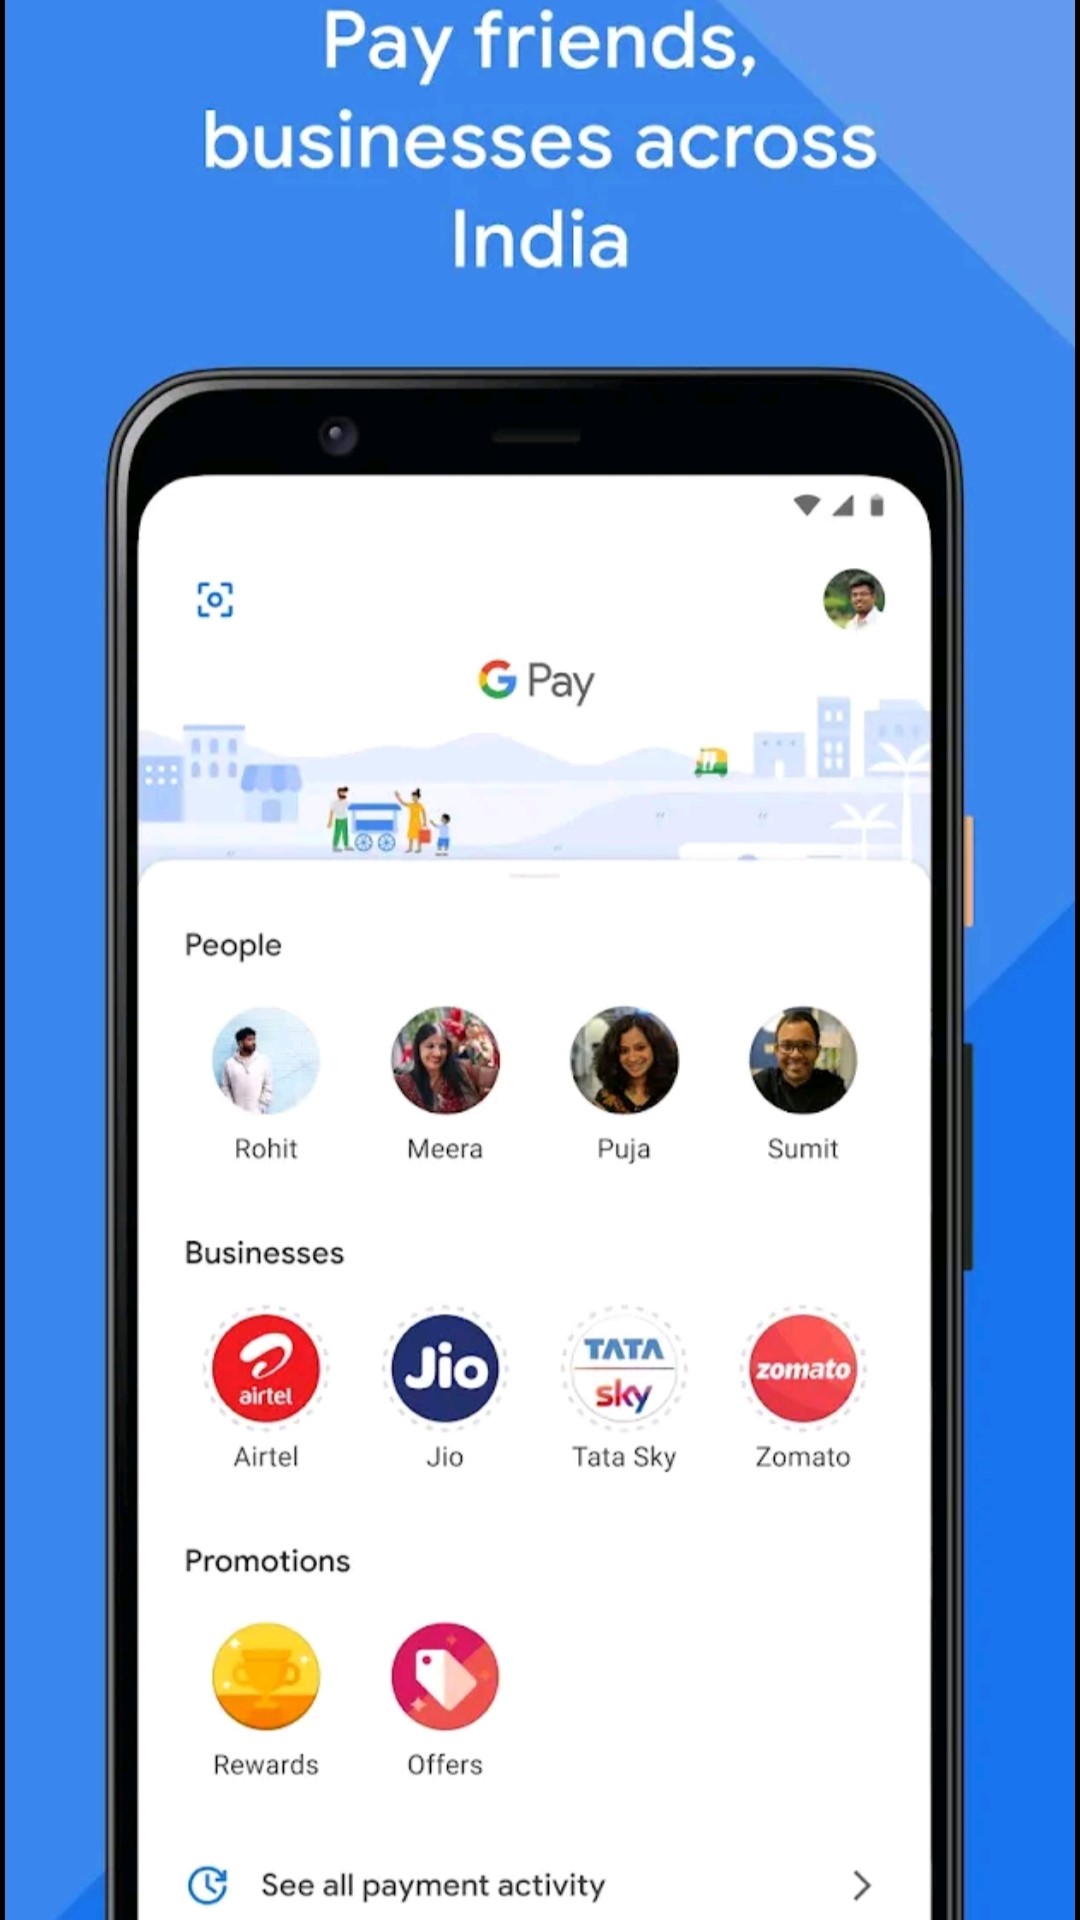 Pay friends,
businesses across
India
G Pay
People
Rohit Meera Puja Sumit
Businesses
airtel Jio TATA sky zomato
Airtel Jio Tata Sky Zomato
Promotions
Rewards Offers
See all payment activity